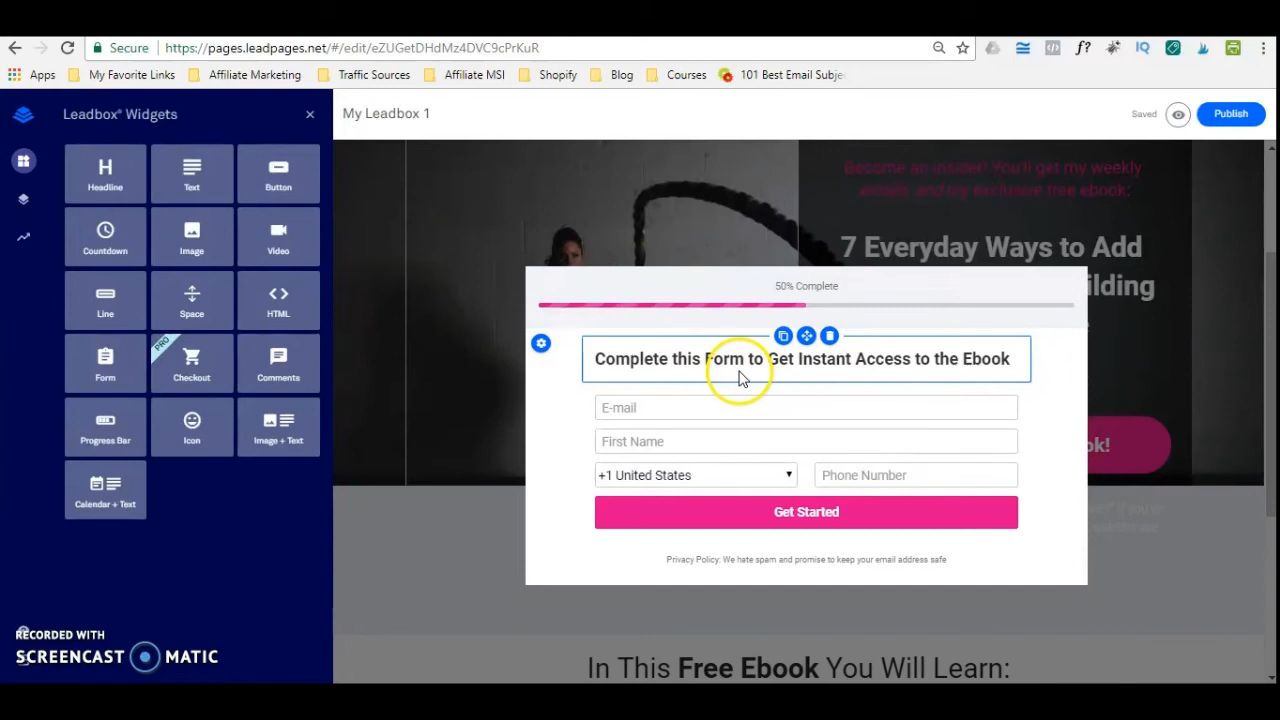 Secure
https://pages.leadpages.net/#/edit/eZUGetDHdMz4DVC9cPrKuR
Apps
My Favorite Links
Affiliate Marketing
Traffic Sources
Affiliate MSI
Shopify
Blog
Courses
101 Best Email Subje
Leadbox® Widgets
My Leadbox 1
Saved
Publish
Headline
Text
Button
Countdown
Image
Video
Line
Space
HTML
PRO
Form
Checkout
Comments
Progress Bar
Icon
Image + Text
Calendar + Text
Become an insider! You'll get my weekly
emails, and my exclusive free ebook:
7 Everyday Ways to Add
ilding
ok!
50% Complete
Complete this Form to Get Instant Access to the Ebook
E-mail
First Name
+1 United States
Phone Number
Get Started
Privacy Policy: We hate spam and promise to keep your email address safe
In This Free Ebook You Will Learn:
RECORDED WITH
SCREENCAST MATIC